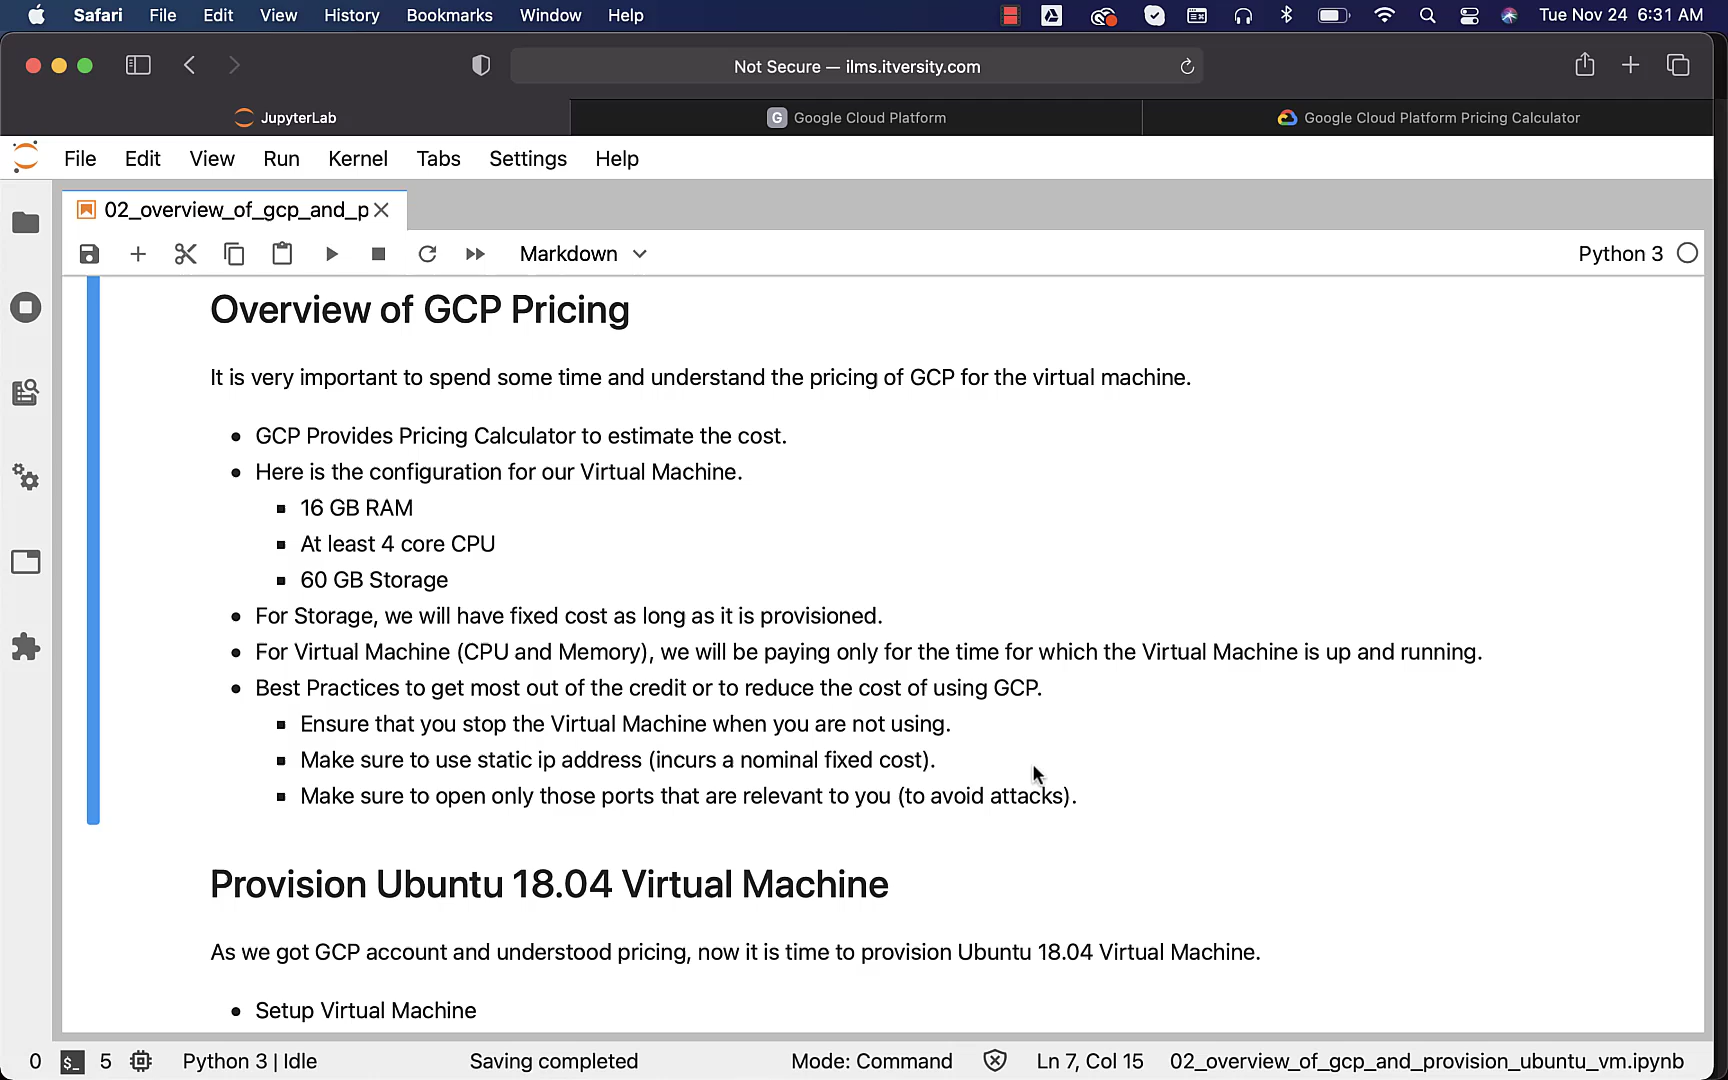 Safari File Edit View History Bookmarks Window Help Tue Nov 24 6:31 AM
Not Secure — ilms.itversity.com
JupyterLab G Google Cloud Platform Google Cloud Platform Pricing Calculator
File Edit View Run Kernel Tabs Settings Help
02_overview_of_gcp_and_p
Markdown Python 3
Overview of GCP Pricing
It is very important to spend some time and understand the pricing of GCP for the virtual machine.
GCP Provides Pricing Calculator to estimate the cost.
Here is the configuration for our Virtual Machine.
16 GB RAM
At least 4 core CPU
60 GB Storage
For Storage, we will have fixed cost as long as it is provisioned.
For Virtual Machine (CPU and Memory), we will be paying only for the time for which the Virtual Machine is up and running.
Best Practices to get most out of the credit or to reduce the cost of using GCP.
Ensure that you stop the Virtual Machine when you are not using.
Make sure to use static ip address (incurs a nominal fixed cost).
Make sure to open only those ports that are relevant to you (to avoid attacks).
Provision Ubuntu 18.04 Virtual Machine
As we got GCP account and understood pricing, now it is time to provision Ubuntu 18.04 Virtual Machine.
Setup Virtual Machine
0 $_ 5 Python 3 | Idle Saving completed Mode: Command Ln 7, Col 15 02_overview_of_gcp_and_provision_ubuntu_vm.ipynb